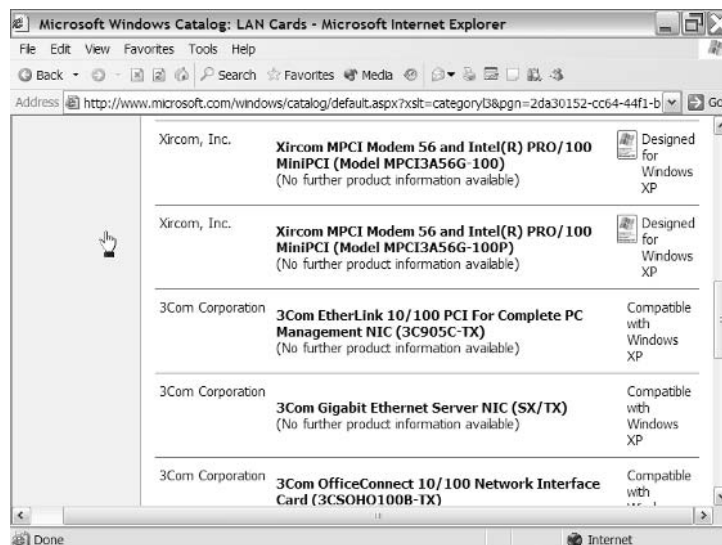 Microsoft Windows Catalog: LAN Cards - Microsoft Internet Explorer
File Edit View Favorites Tools Help
Back Search Favorites Media
Address http://www.microsoft.com/windows/catalog/default.aspx?xslt=categoryl3&pgn=2da30152-cc64-44f1-b Go
Xircom, Inc.
Xircom MPCI Modem 56 and Intel(R) PRO/100
MiniPCI (Model MPCI3A56G-100)
(No further product information available)
Designed
for
Windows
XP
Xircom, Inc.
Xircom MPCI Modem 56 and Intel(R) PRO/100
MiniPCI (Model MPCI3A56G-100P)
(No further product information available)
Designed
for
Windows
XP
3Com Corporation
3Com EtherLink 10/100 PCI For Complete PC
Management NIC (3C905C-TX)
(No further product information available)
Compatible
with
Windows
XP
3Com Corporation
3Com Gigabit Ethernet Server NIC (SX/TX)
(No further product information available)
Compatible
with
Windows
XP
3Com Corporation
3Com OfficeConnect 10/100 Network Interface
Card (3CSOHO100B-TX)
Compatible
with
Done
Internet